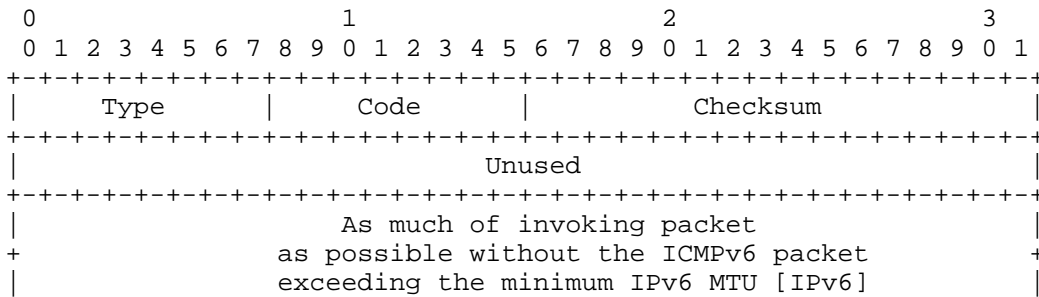 0                   1                   2                   3
 0 1 2 3 4 5 6 7 8 9 0 1 2 3 4 5 6 7 8 9 0 1 2 3 4 5 6 7 8 9 0 1
+-+-+-+-+-+-+-+-+-+-+-+-+-+-+-+-+-+-+-+-+-+-+-+-+-+-+-+-+-+-+-+-+
|     Type      |     Code      |          Checksum             |
+-+-+-+-+-+-+-+-+-+-+-+-+-+-+-+-+-+-+-+-+-+-+-+-+-+-+-+-+-+-+-+-+
|                             Unused                            |
+-+-+-+-+-+-+-+-+-+-+-+-+-+-+-+-+-+-+-+-+-+-+-+-+-+-+-+-+-+-+-+-+
|                    As much of invoking packet                 |
+                as possible without the ICMPv6 packet          +
|                exceeding the minimum IPv6 MTU [IPv6]          |